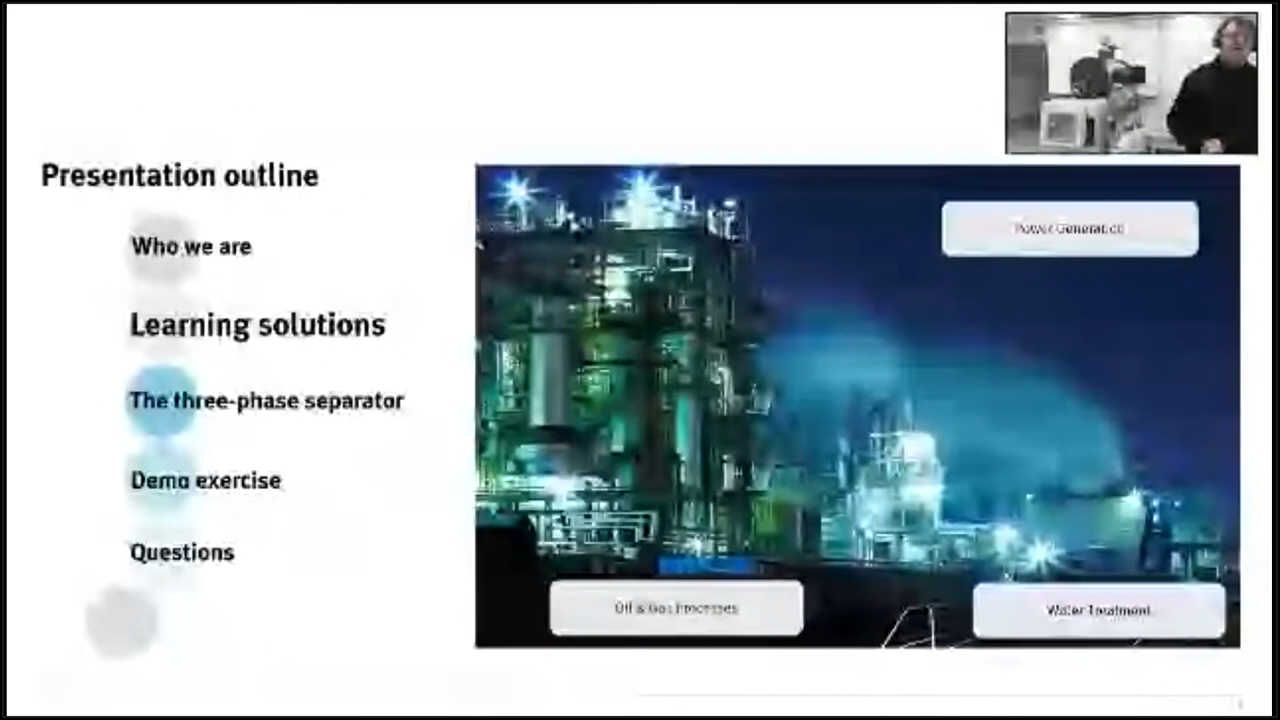 Presentation outline
Who we are
Learning solutions
The three-phase separator
Demo exercise
Questions
Power Generation
Oil & Gas Processes
Water Treatment